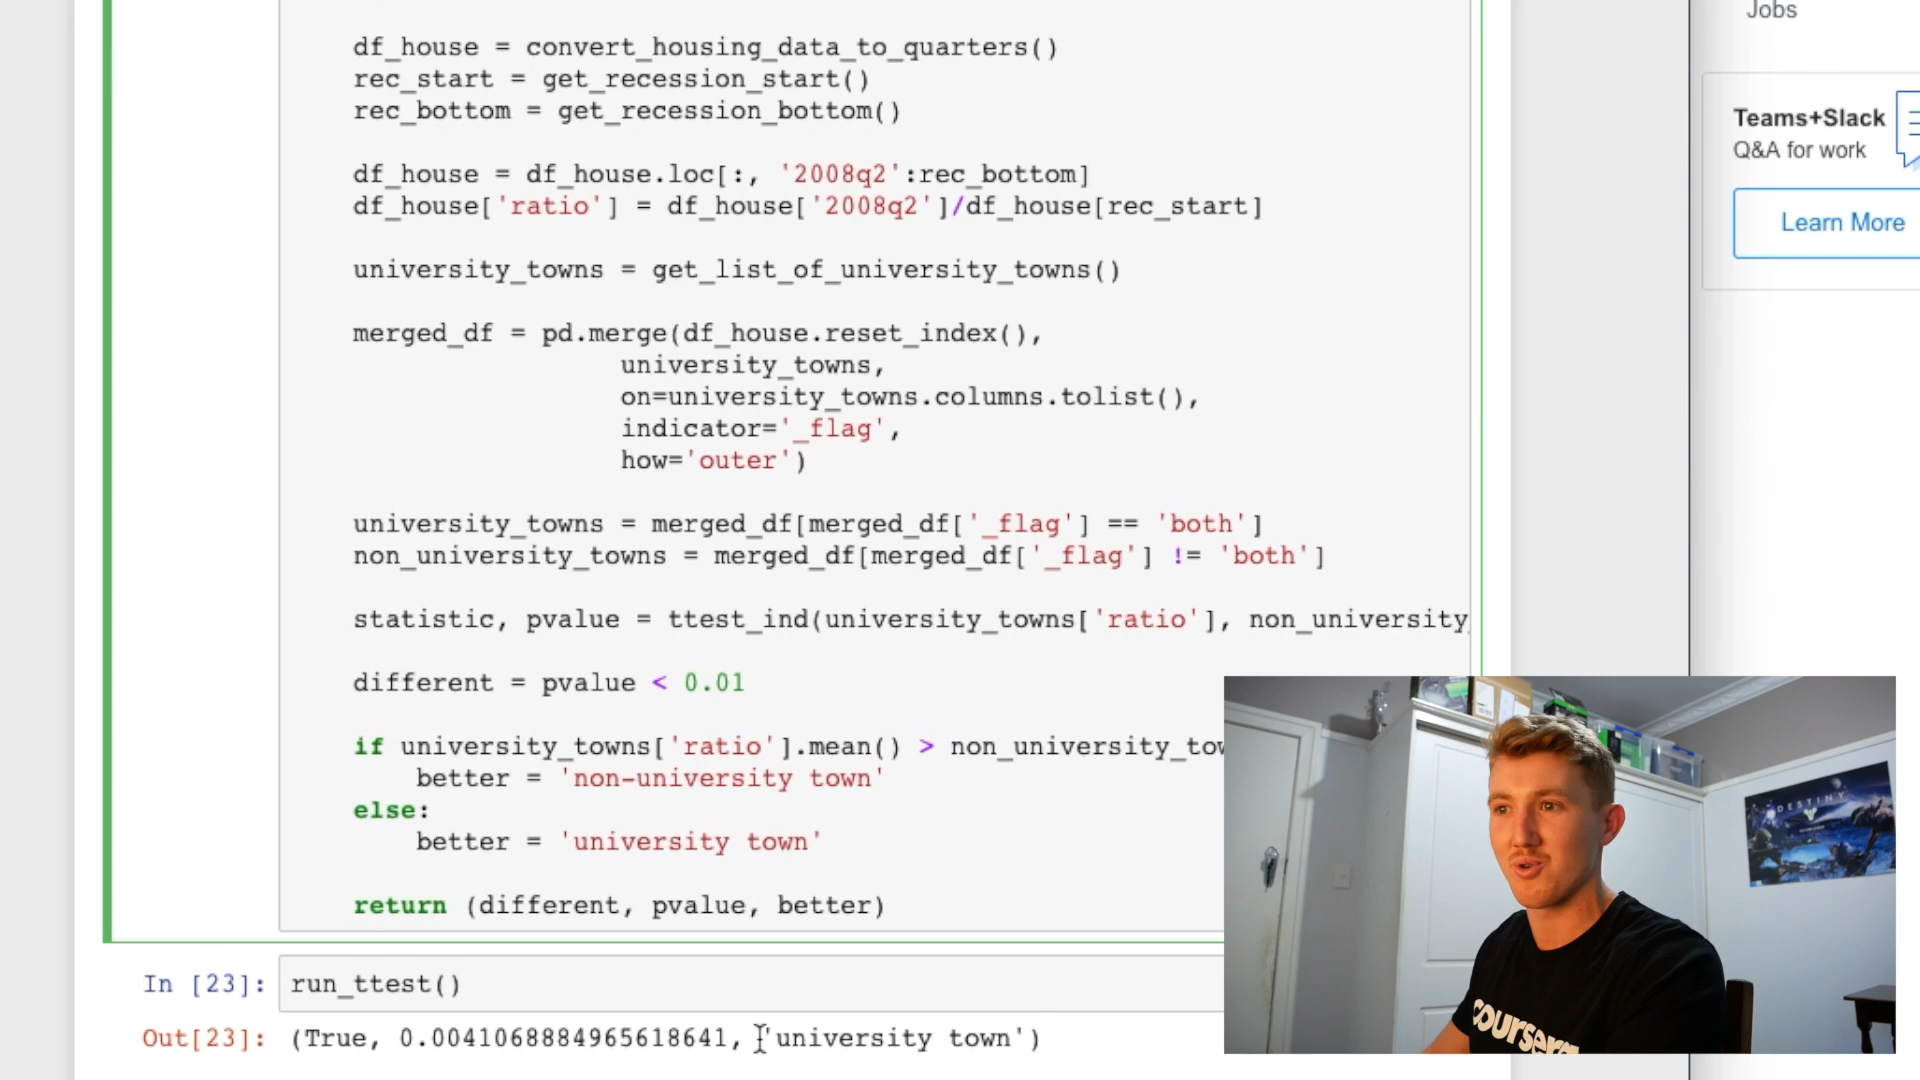 Jobs
df_house = convert_housing_data_to_quarters()
rec_start = get_recession_start()
rec_bottom = get_recession_bottom()
Teams+Slack
Q&A for work
df_house = df_house.loc[:, '2008q2':rec_bottom]
df_house['ratio'] = df_house['2008q2']/df_house[rec_start]
Learn More
university_towns = get_list_of_university_towns()
merged_df = pd.merge(df_house.reset_index(),
university_towns,
on=university_towns.columns.tolist(),
indicator='_flag',
how='outer')
university_towns = merged_df[merged_df['_flag'] == 'both']
non_university_towns = merged_df[merged_df['_flag'] != 'both']
statistic, pvalue = ttest_ind(university_towns['ratio'], non_university_
different = pvalue < 0.01
if university_towns['ratio'].mean() > non_university_tow
better = 'non-university town'
else:
better = 'university town'
return (different, pvalue, better)
In [23]: run_ttest()
Out[23]: (True, 0.0041068884965618641, 'university town')
DESTINY
coursera